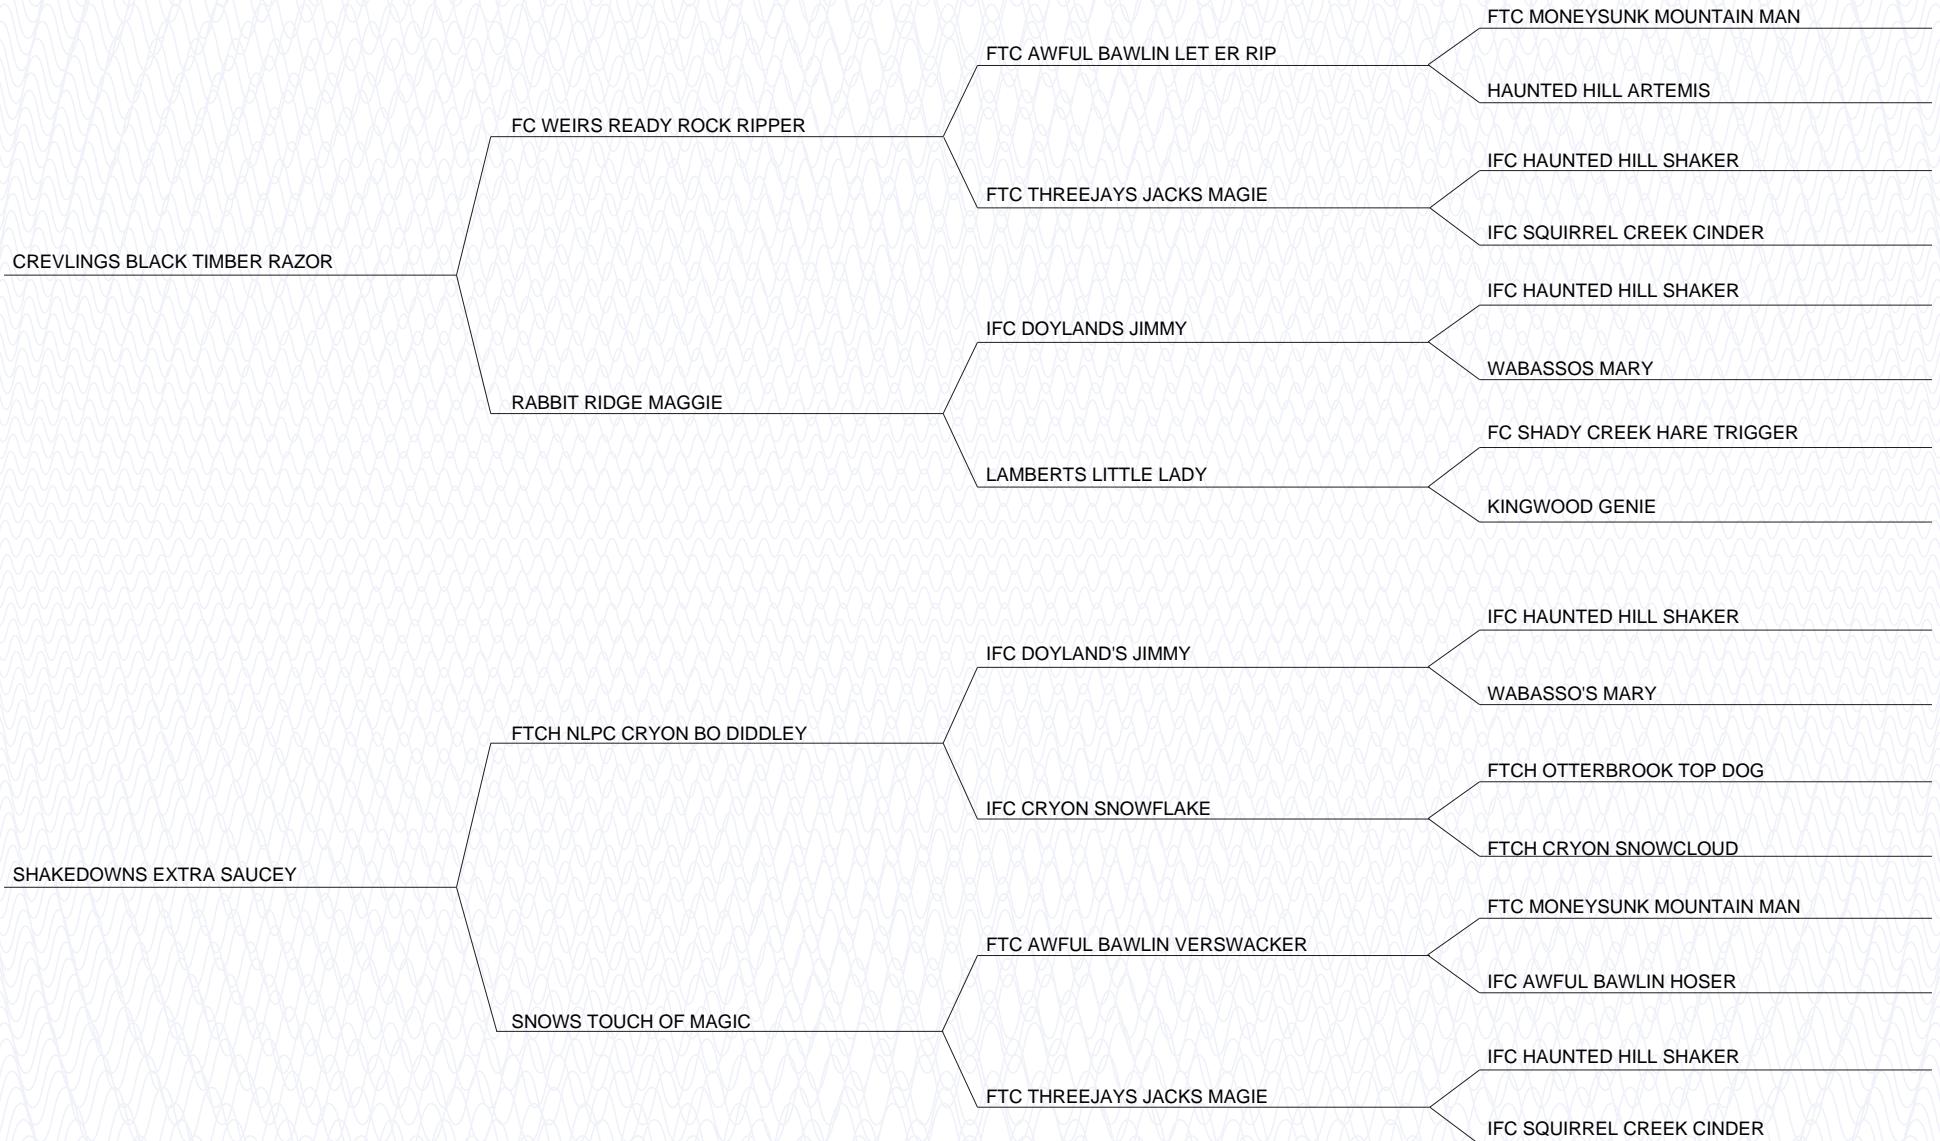 FTC MONEYSUNK MOUNTAIN MAN
FTC AWFUL BAWLIN LET ER RIP
HAUNTED HILL ARTEMIS
FC WEIRS READY ROCK RIPPER
IFC HAUNTED HILL SHAKER
FTC THREEJAYS JACKS MAGIE
IFC SQUIRREL CREEK CINDER
CREVLINGS BLACK TIMBER RAZOR
IFC HAUNTED HILL SHAKER
IFC DOYLANDS JIMMY
WABASSOS MARY
RABBIT RIDGE MAGGIE
FC SHADY CREEK HARE TRIGGER
LAMBERTS LITTLE LADY
KINGWOOD GENIE
IFC HAUNTED HILL SHAKER
IFC DOYLAND'S JIMMY
WABASSO'S MARY
FTCH NLPC CRYON BO DIDDLEY
FTCH OTTERBROOK TOP DOG
IFC CRYON SNOWFLAKE
FTCH CRYON SNOWCLOUD
SHAKEDOWNS EXTRA SAUCEY
FTC MONEYSUNK MOUNTAIN MAN
FTC AWFUL BAWLIN VERSWACKER
IFC AWFUL BAWLIN HOSER
SNOWS TOUCH OF MAGIC
IFC HAUNTED HILL SHAKER
FTC THREEJAYS JACKS MAGIE
IFC SQUIRREL CREEK CINDER